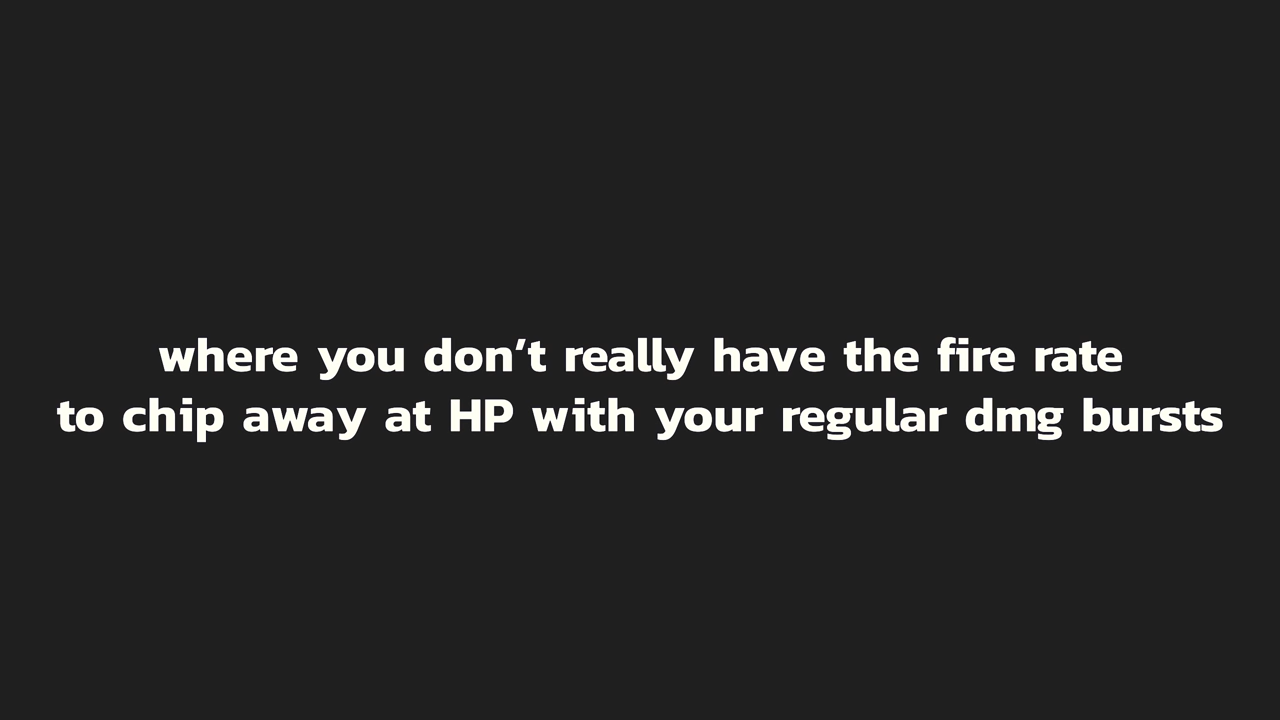 where you don’t really have the fire rate
to chip away at HP with your regular dmg bursts